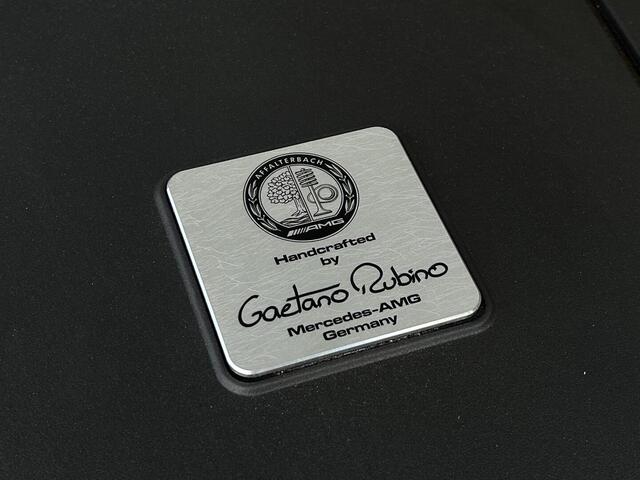 AFFALTERBACH
AMG
Handcrafted
by
Gaetano Rubino
Mercedes-AMG
Germany